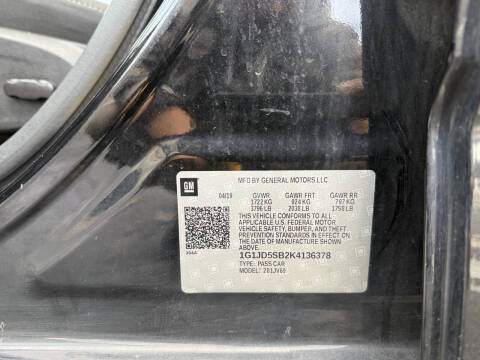 GM
MFD BY GENERAL MOTORS LLC
04/19 GVWR GAWR FRT GAWR RR
1722 KG 924 KG 797 KG
3796 LB 2038 LB 1758 LB
THIS VEHICLE CONFORMS TO ALL
APPLICABLE U.S. FEDERAL MOTOR
VEHICLE SAFETY, BUMPER, AND THEFT
PREVENTION STANDARDS IN EFFECT ON
THE DATE OF MANUFACTURE SHOWN ABOVE.
1G1JD5SB2K4136378
TYPE: PASS CAR
MODEL: ZB1JV69